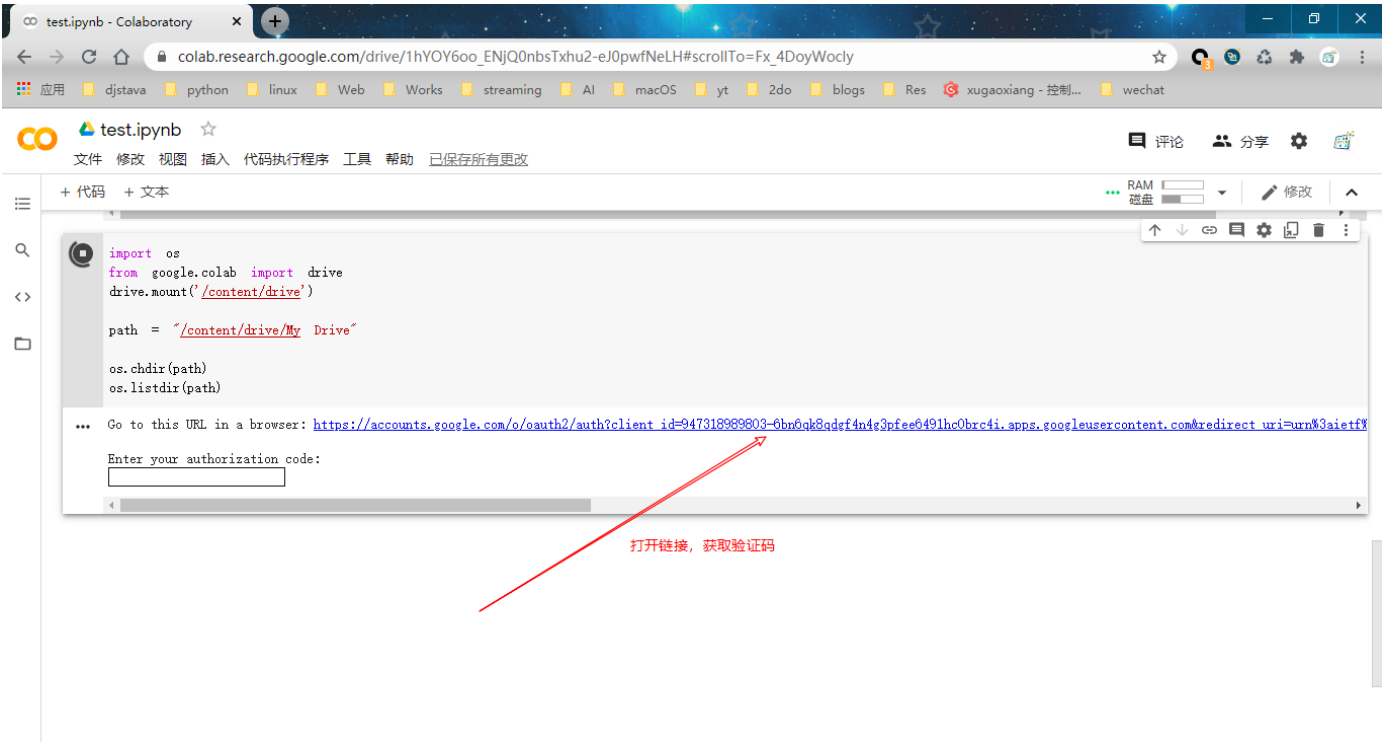 test.ipynb - Colaboratory
colab.research.google.com/drive/1hYOY6oo_ENjQ0nbsTxhu2-eJ0pwfNeLH#scrollTo=Fx_4DoyWocly
3
应用 djstava python linux Web Works streaming AI macOS yt 2do blogs Res xugaoxiang - 控制... wechat
test.ipynb
评论 分享
文件 修改 视图 插入 代码执行程序 工具 帮助 已保存所有更改
+ 代码 + 文本
RAM
磁盘
修改
import os
from google.colab import drive
drive.mount('/content/drive')
path = "/content/drive/My Drive"
os.chdir(path)
os.listdir(path)
Go to this URL in a browser: https://accounts.google.com/o/oauth2/auth?client_id=947318989803-6bn6qk8qdgf4n4g3pfee6491hc0brc4i.apps.googleusercontent.com&redirect_uri=urn%3aietf%
Enter your authorization code:
打开链接，获取验证码